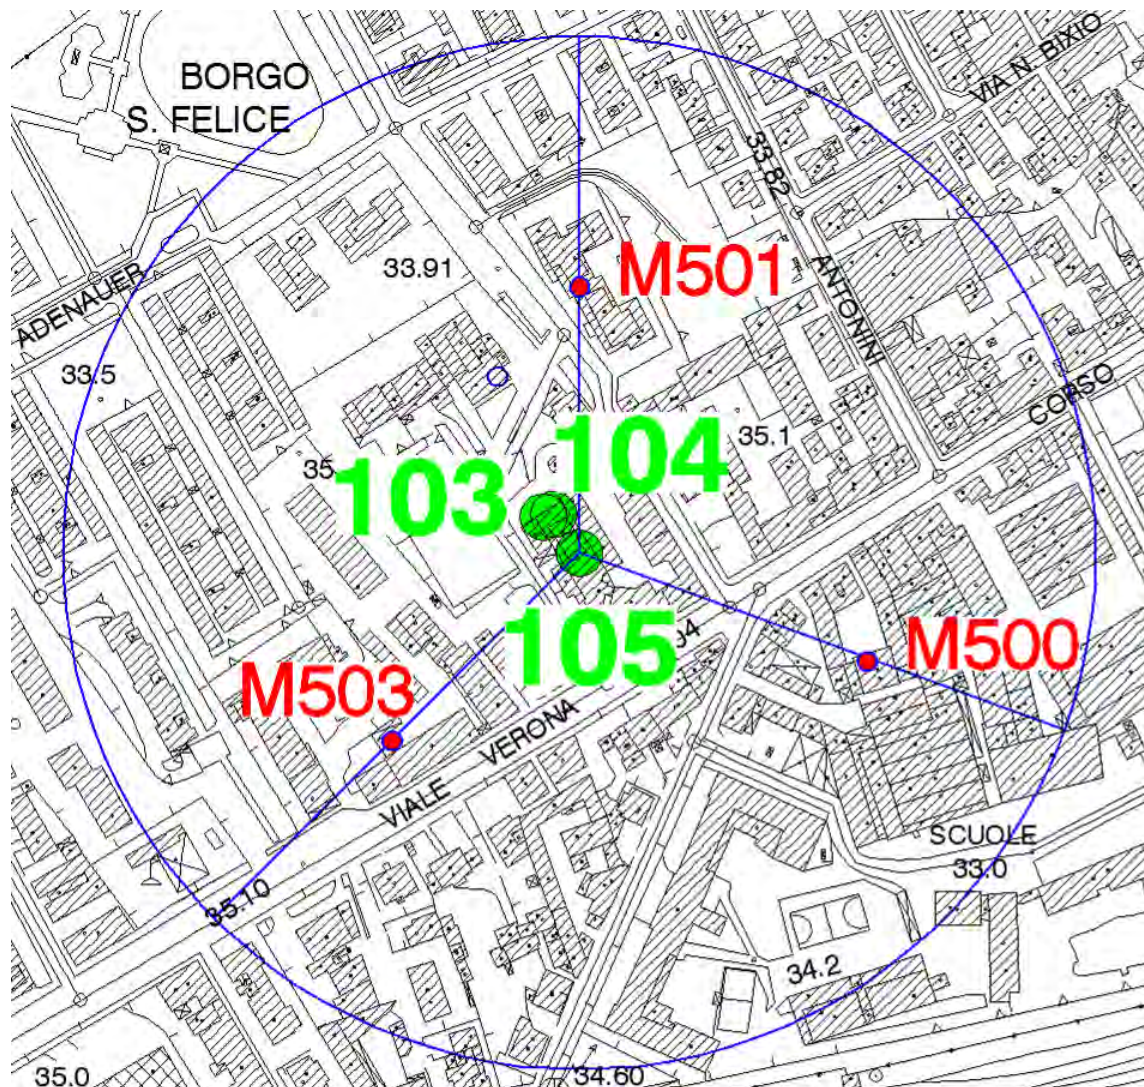 BORGO
S. FELICE
VIA N. BIXIO
33.82
ANTONINI
M501
33.91
ADENAUER
33.5
CORSO
35.1
104
35
103
105
M500
M503
VERONA
VIALE
SCUOLE
33.0
35.10
34.2
35.0
34.60